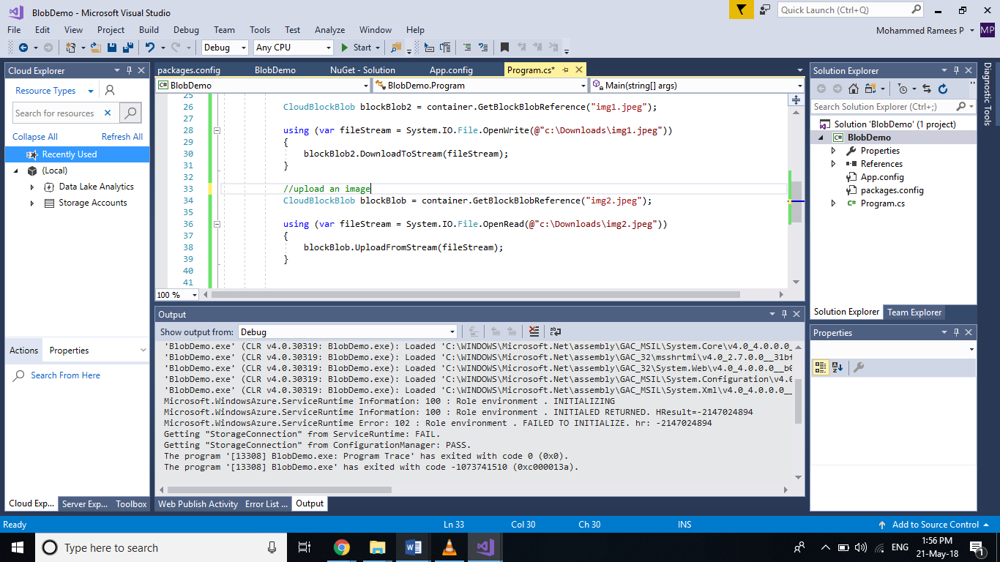 BlobDemo - Microsoft Visual Studio
Quick Launch (Ctrl+Q)
File Edit View Project Build Debug Team Tools Test Analyze Window Help
Mohammed Ramees P MP
Debug Any CPU Start
Cloud Explorer
Resource Types
Search for resources
Collapse All Refresh All
Recently Used
(Local)
Data Lake Analytics
Storage Accounts
Actions Properties
Search From Here
Cloud Exp... Server Exp... Toolbox
packages.config BlobDemo NuGet - Solution App.config Program.cs*
C# BlobDemo BlobDemo.Program Main(string[] args)
25
26 CloudBlockBlob blockBlob2 = container.GetBlockBlobReference("img1.jpeg");
27
28 using (var fileStream = System.IO.File.OpenWrite(@"c:\Downloads\img1.jpeg"))
29 {
30 blockBlob2.DownloadToStream(fileStream);
31 }
32
33 //upload an image
34 CloudBlockBlob blockBlob = container.GetBlockBlobReference("img2.jpeg");
35
36 using (var fileStream = System.IO.File.OpenRead(@"c:\Downloads\img2.jpeg"))
37 {
38 blockBlob.UploadFromStream(fileStream);
39 }
40
41
100 %
Output
Show output from: Debug
'BlobDemo.exe' (CLR v4.0.30319: BlobDemo.exe): Loaded 'C:\WINDOWS\Microsoft.Net\assembly\GAC_MSIL\System.Core\v4.0_4.0.0.0_
'BlobDemo.exe' (CLR v4.0.30319: BlobDemo.exe): Loaded 'C:\WINDOWS\Microsoft.Net\assembly\GAC_32\msshrtmi\v4.0_2.7.0.0__31bf
'BlobDemo.exe' (CLR v4.0.30319: BlobDemo.exe): Loaded 'C:\WINDOWS\Microsoft.Net\assembly\GAC_32\System.Web\v4.0_4.0.0.0__b0
'BlobDemo.exe' (CLR v4.0.30319: BlobDemo.exe): Loaded 'C:\WINDOWS\Microsoft.Net\assembly\GAC_MSIL\System.Configuration\v4.0
'BlobDemo.exe' (CLR v4.0.30319: BlobDemo.exe): Loaded 'C:\WINDOWS\Microsoft.Net\assembly\GAC_MSIL\System.Xml\v4.0_4.0.0.0__
Microsoft.WindowsAzure.ServiceRuntime Information: 100 : Role environment . INITIALIZING
Microsoft.WindowsAzure.ServiceRuntime Information: 100 : Role environment . INITIALED RETURNED. HResult=-2147024894
Microsoft.WindowsAzure.ServiceRuntime Error: 102 : Role environment . FAILED TO INITIALIZE. hr: -2147024894
Getting "StorageConnection" from ServiceRuntime: FAIL.
Getting "StorageConnection" from ConfigurationManager: PASS.
The program '[13308] BlobDemo.exe: Program Trace' has exited with code 0 (0x0).
The program '[13308] BlobDemo.exe' has exited with code -1073741510 (0xc000013a).
Web Publish Activity Error List ... Output
Solution Explorer
Search Solution Explorer (Ctrl+;)
Solution 'BlobDemo' (1 project)
C# BlobDemo
Properties
References
App.config
packages.config
C# Program.cs
Solution Explorer Team Explorer
Properties
Diagnostic Tools
Ready Ln 33 Col 30 Ch 30 INS Add to Source Control
Type here to search
ENG 1:56 PM
21-May-18
1